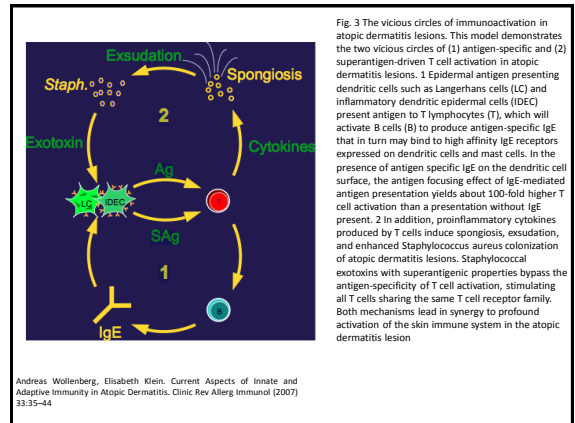 Exsudation
Staph.
Spongiosis
2
Exotoxin
Cytokines
Ag
LC
IDEC
T
SAg
1
B
IgE
Fig. 3 The vicious circles of immunoactivation in
atopic dermatitis lesions. This model demonstrates
the two vicious circles of (1) antigen-specific and (2)
superantigen-driven T cell activation in atopic
dermatitis lesions. 1 Epidermal antigen presenting
dendritic cells such as Langerhans cells (LC) and
inflammatory dendritic epidermal cells (IDEC)
present antigen to T lymphocytes (T), which will
activate B cells (B) to produce antigen-specific IgE
that in turn may bind to high affinity IgE receptors
expressed on dendritic cells and mast cells. In the
presence of antigen specific IgE on the dendritic cell
surface, the antigen focusing effect of IgE-mediated
antigen presentation yields about 100-fold higher T
cell activation than a presentation without IgE
present. 2 In addition, proinflammatory cytokines
produced by T cells induce spongiosis, exsudation,
and enhanced Staphylococcus aureus colonization
of atopic dermatitis lesions. Staphylococcal
exotoxins with superantigenic properties bypass the
antigen-specificity of T cell activation, stimulating
all T cells sharing the same T cell receptor family.
Both mechanisms lead in synergy to profound
activation of the skin immune system in the atopic
dermatitis lesion
Andreas Wollenberg, Elisabeth Klein. Current Aspects of Innate and
Adaptive Immunity in Atopic Dermatitis. Clinic Rev Allerg Immunol (2007)
33:35–44